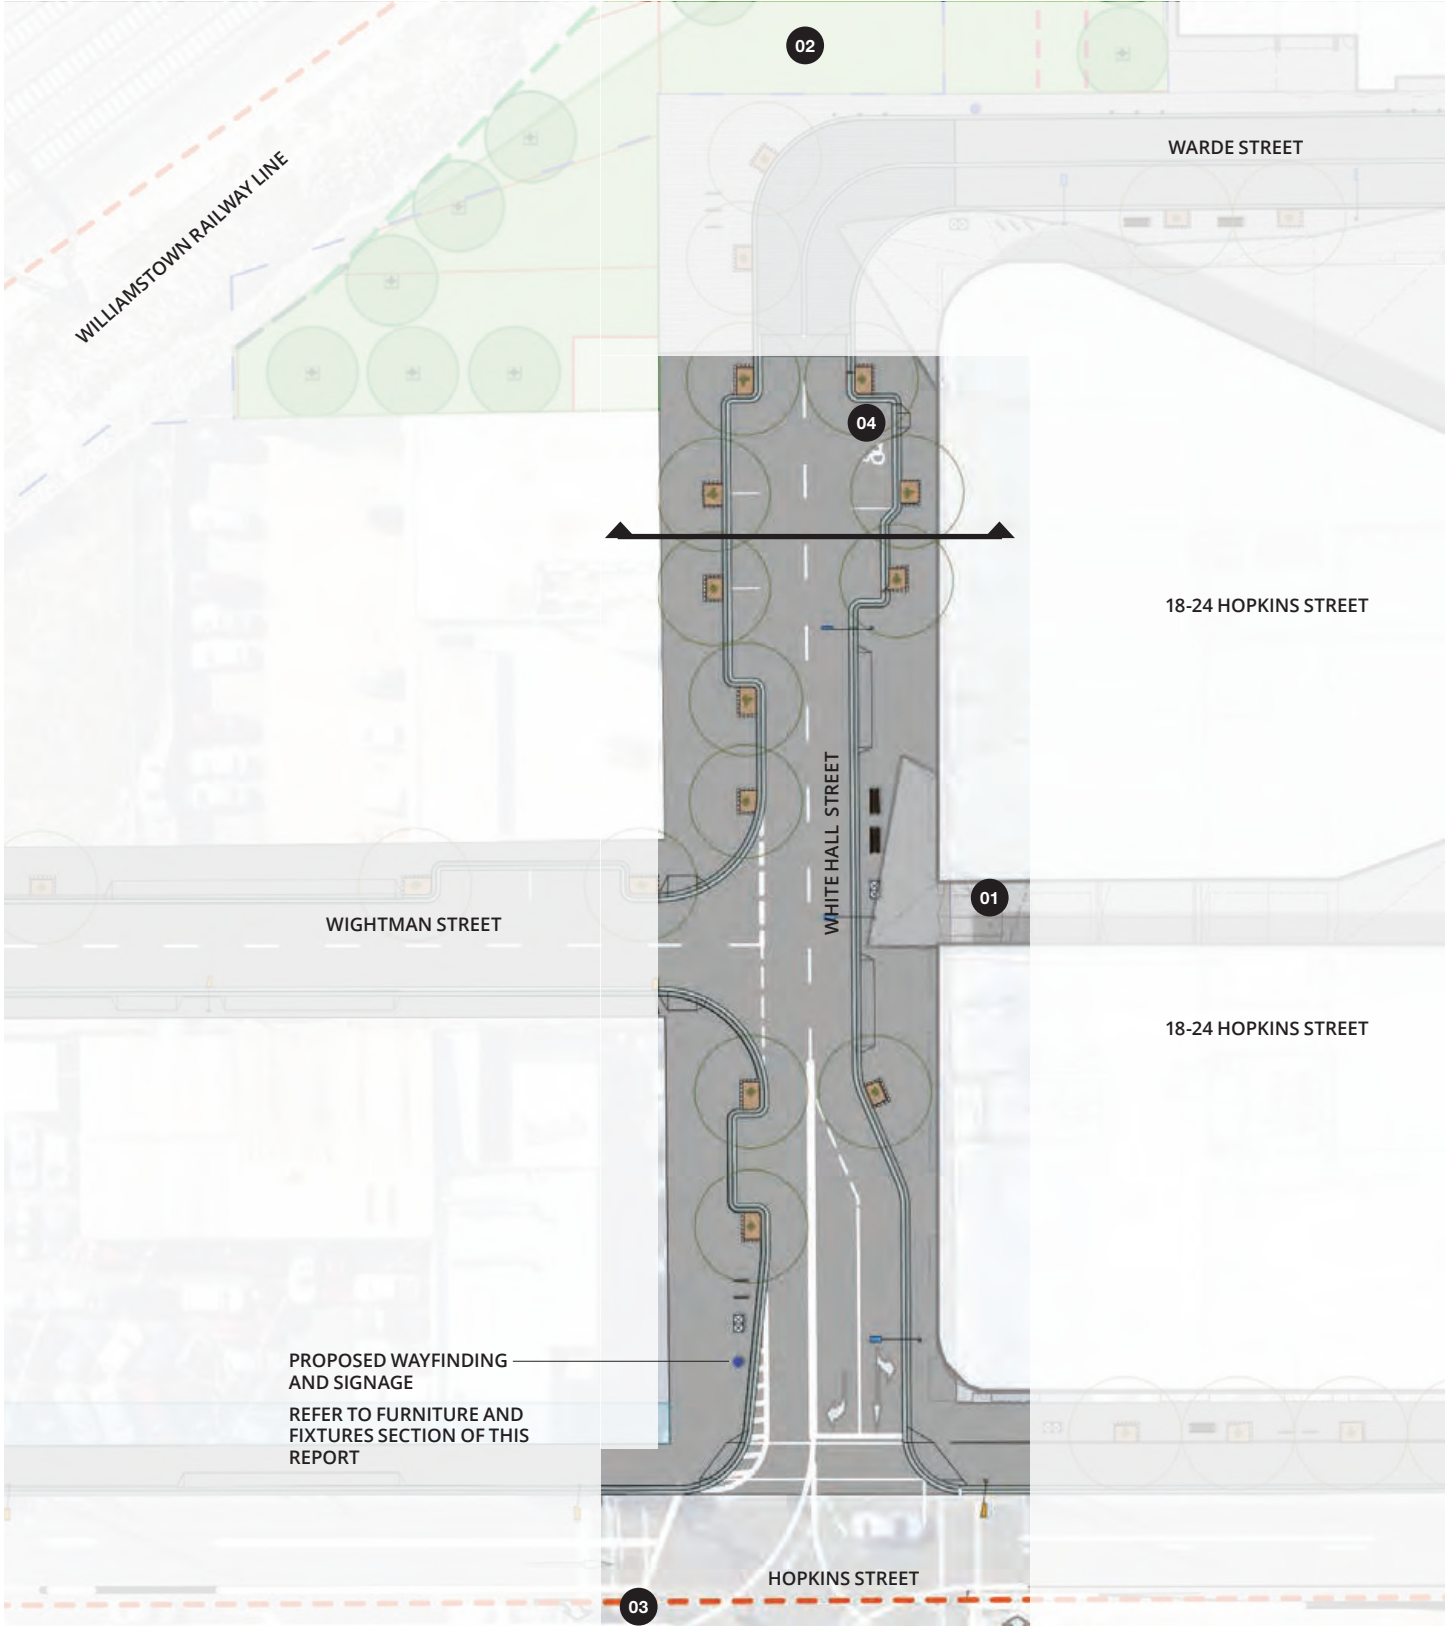 02
WARDE STREET
WILLIAMSTOWN RAILWAY LINE
04
18-24 HOPKINS STREET
WHITE HALL STREET
01
WIGHTMAN STREET
18-24 HOPKINS STREET
PROPOSED WAYFINDING
AND SIGNAGE
REFER TO FURNITURE AND
FIXTURES SECTION OF THIS
REPORT
HOPKINS STREET
03